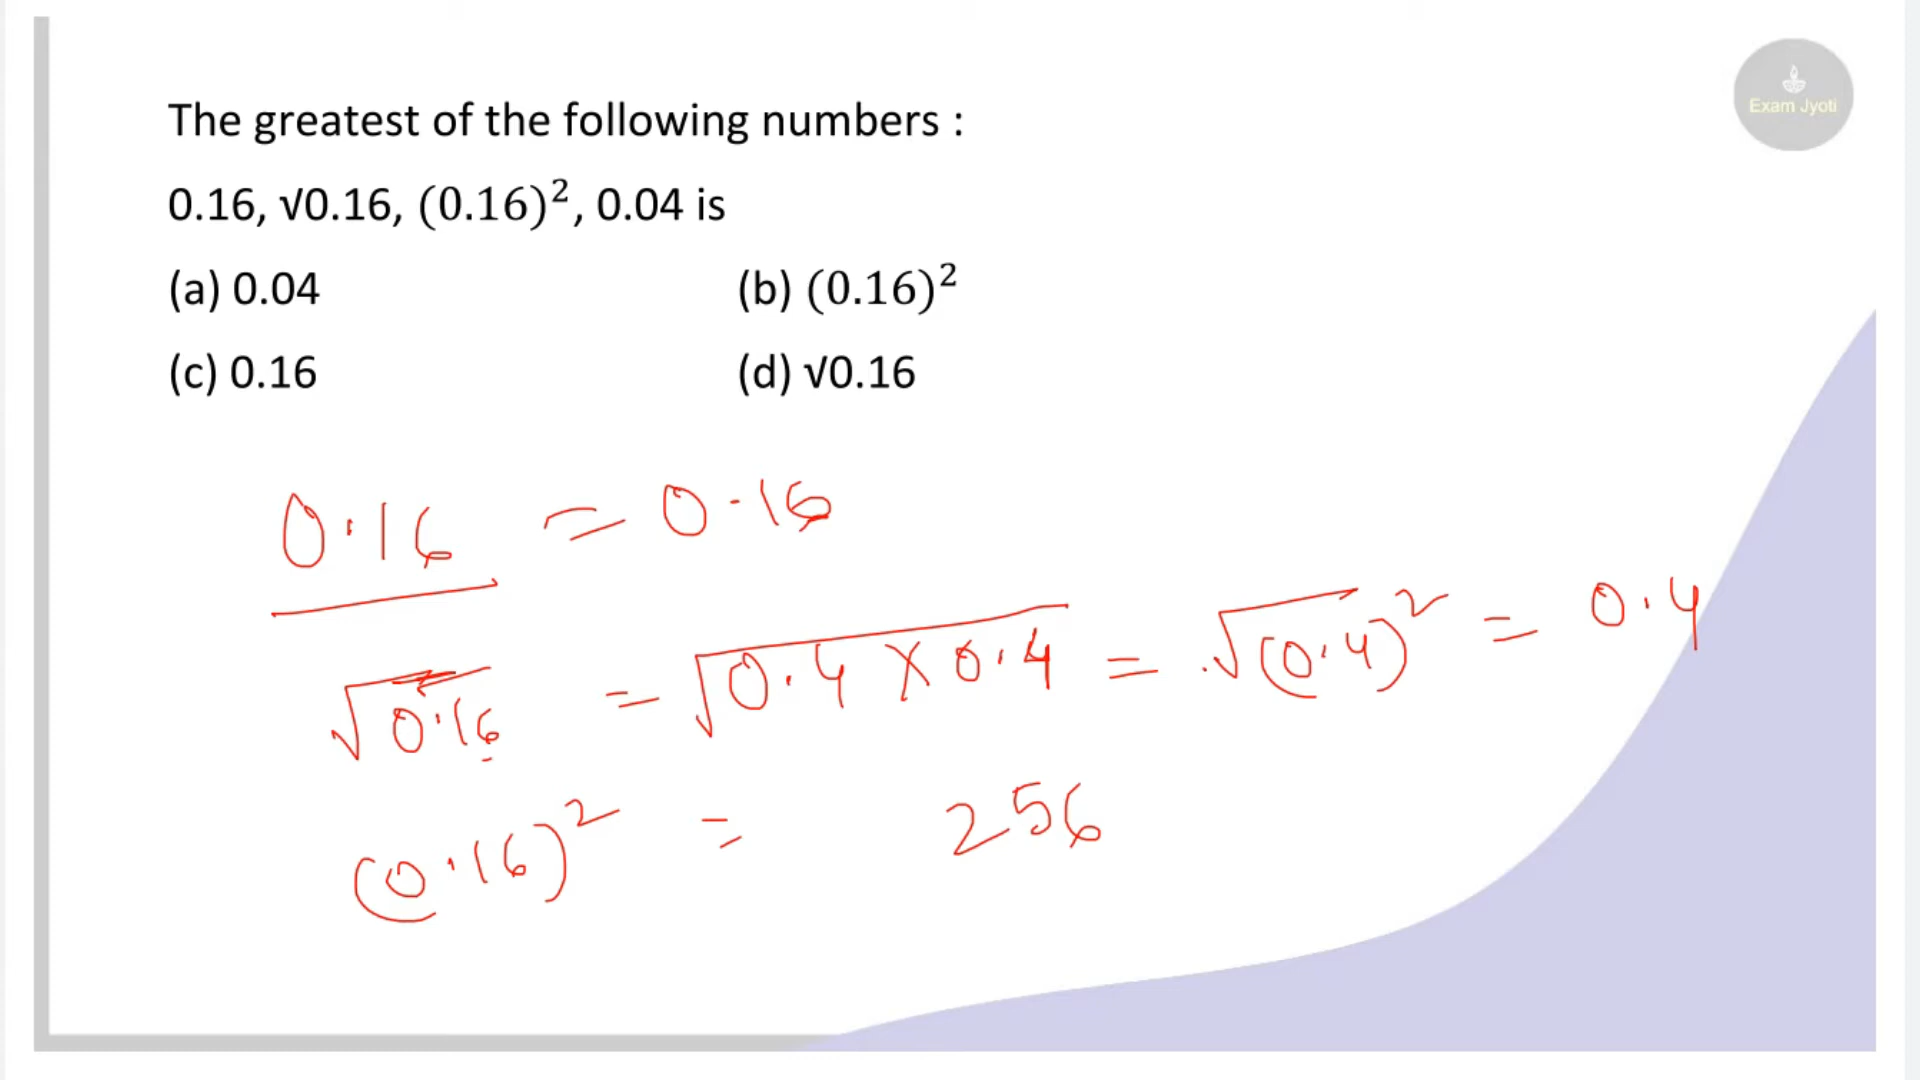 Exam Jyoti
The greatest of the following numbers :
0.16, √0.16, (0.16)², 0.04 is
(a) 0.04 (b) (0.16)²
(c) 0.16 (d) √0.16
0.16 = 0.16
√0.16 = √0.4 × 0.4 = √(0.4)² = 0.4
(0.16)² = 256